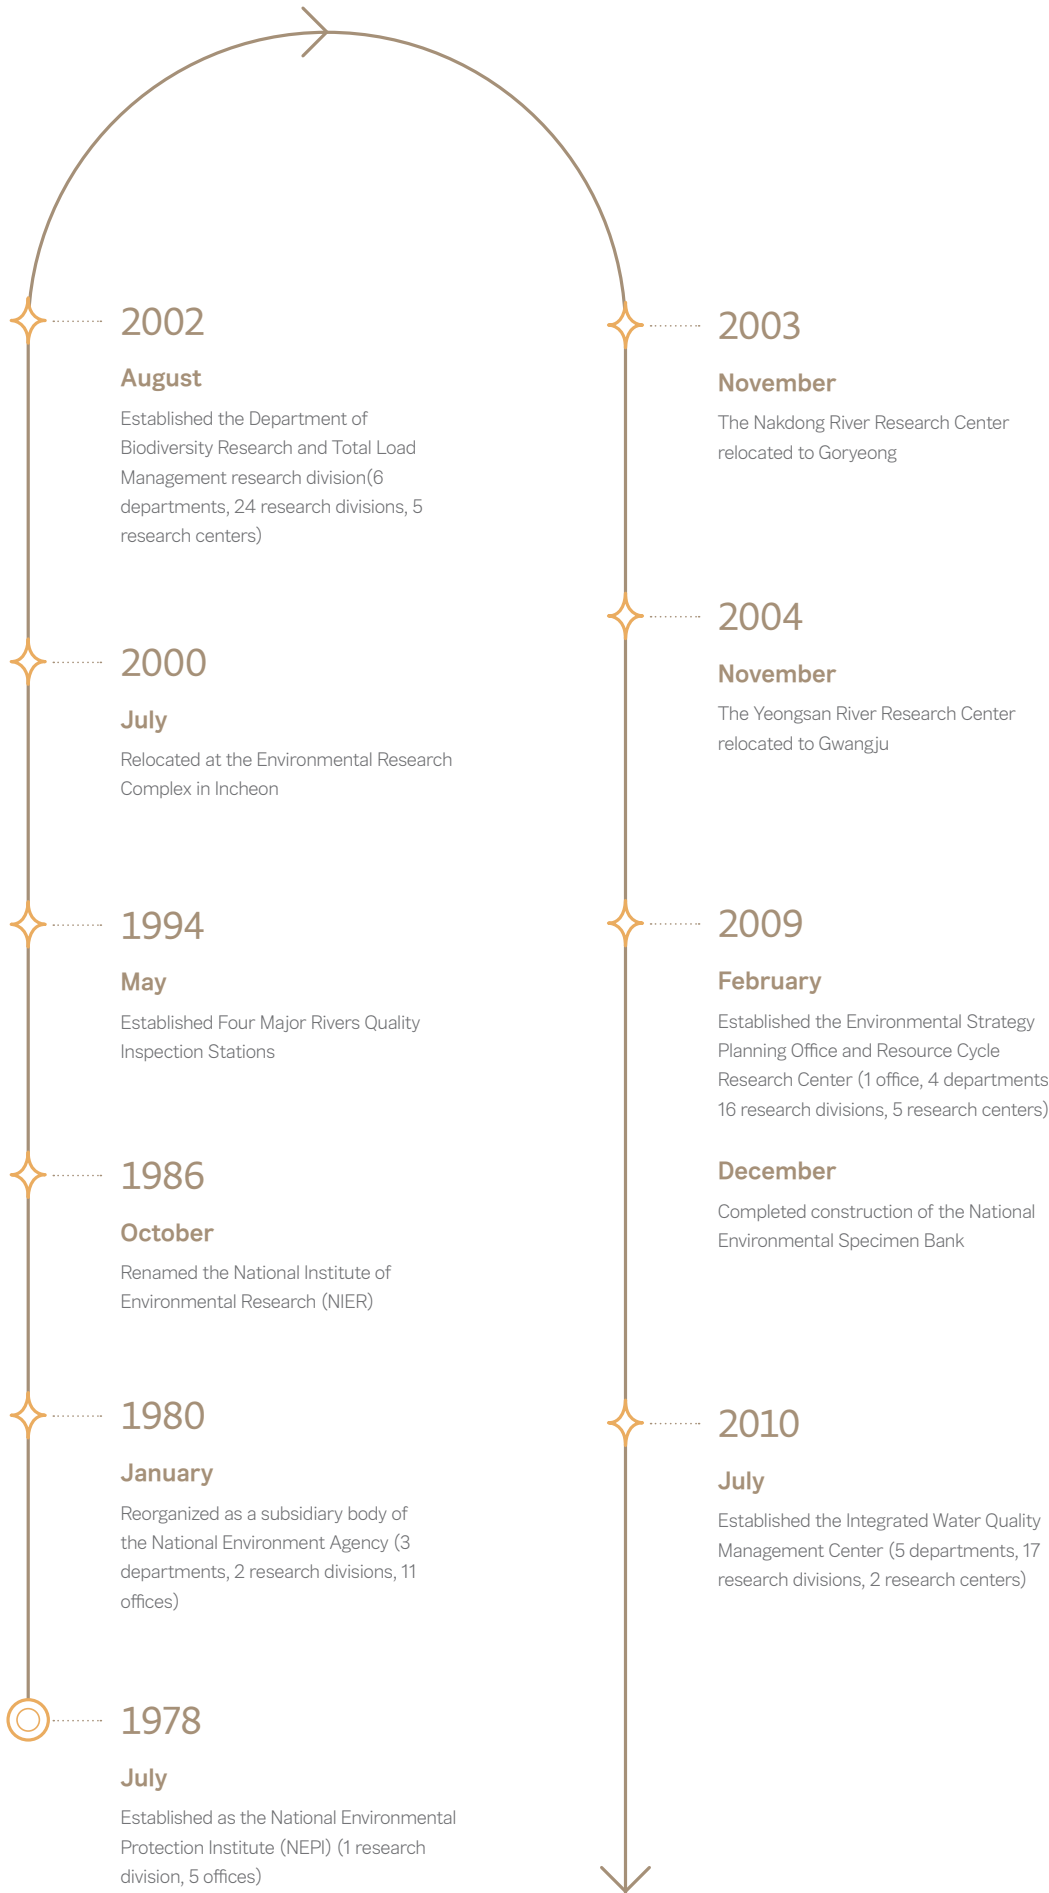 2002
August
Established the Department of
Biodiversity Research and Total Load
Management research division(6
departments, 24 research divisions, 5
research centers)
2000
July
Relocated at the Environmental Research
Complex in Incheon
1994
May
Established Four Major Rivers Quality
Inspection Stations
1986
October
Renamed the National Institute of
Environmental Research (NIER)
1980
January
Reorganized as a subsidiary body of
the National Environment Agency (3
departments, 2 research divisions, 11
offices)
1978
July
Established as the National Environmental
Protection Institute (NEPI) (1 research
division, 5 offices)
2003
November
The Nakdong River Research Center
relocated to Goryeong
2004
November
The Yeongsan River Research Center
relocated to Gwangju
2009
February
Established the Environmental Strategy
Planning Office and Resource Cycle
Research Center (1 office, 4 departments
16 research divisions, 5 research centers)
December
Completed construction of the National
Environmental Specimen Bank
2010
July
Established the Integrated Water Quality
Management Center (5 departments, 17
research divisions, 2 research centers)